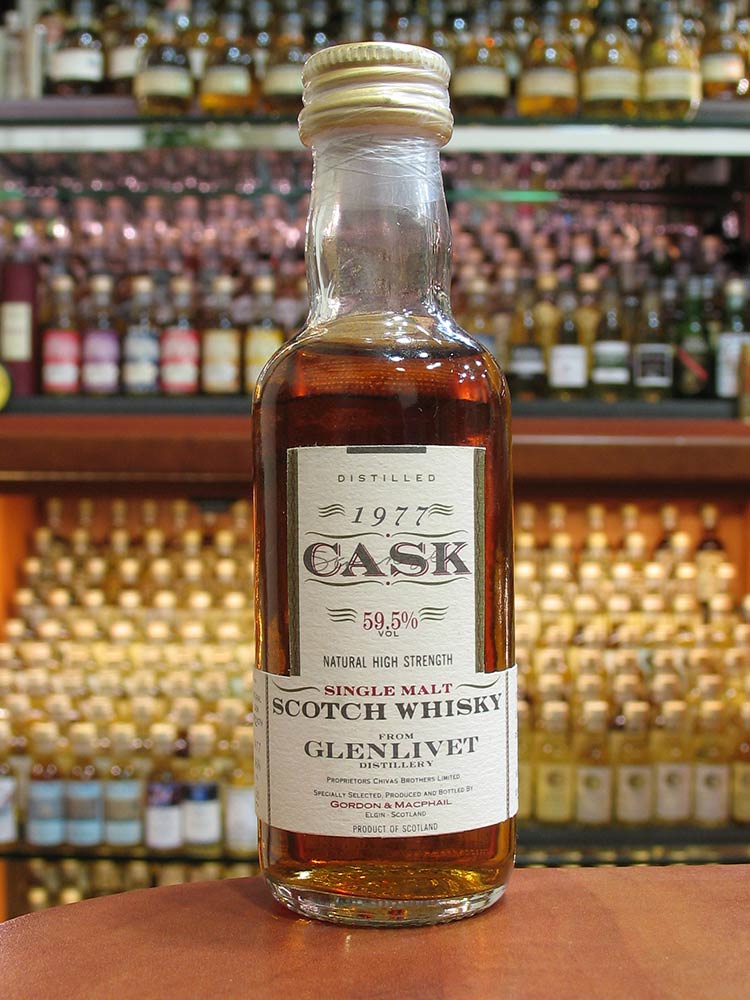 DISTILLED
1977
CASK
59.5%
VOL
NATURAL HIGH STRENGTH
SINGLE MALT
SCOTCH WHISKY
FROM
GLENLIVET
DISTILLERY
PROPRIETORS CHIVAS BROTHERS LIMITED
SPECIALLY SELECTED, PRODUCED AND BOTTLED BY
GORDON & MACPHAIL
ELGIN - SCOTLAND
PRODUCT OF SCOTLAND